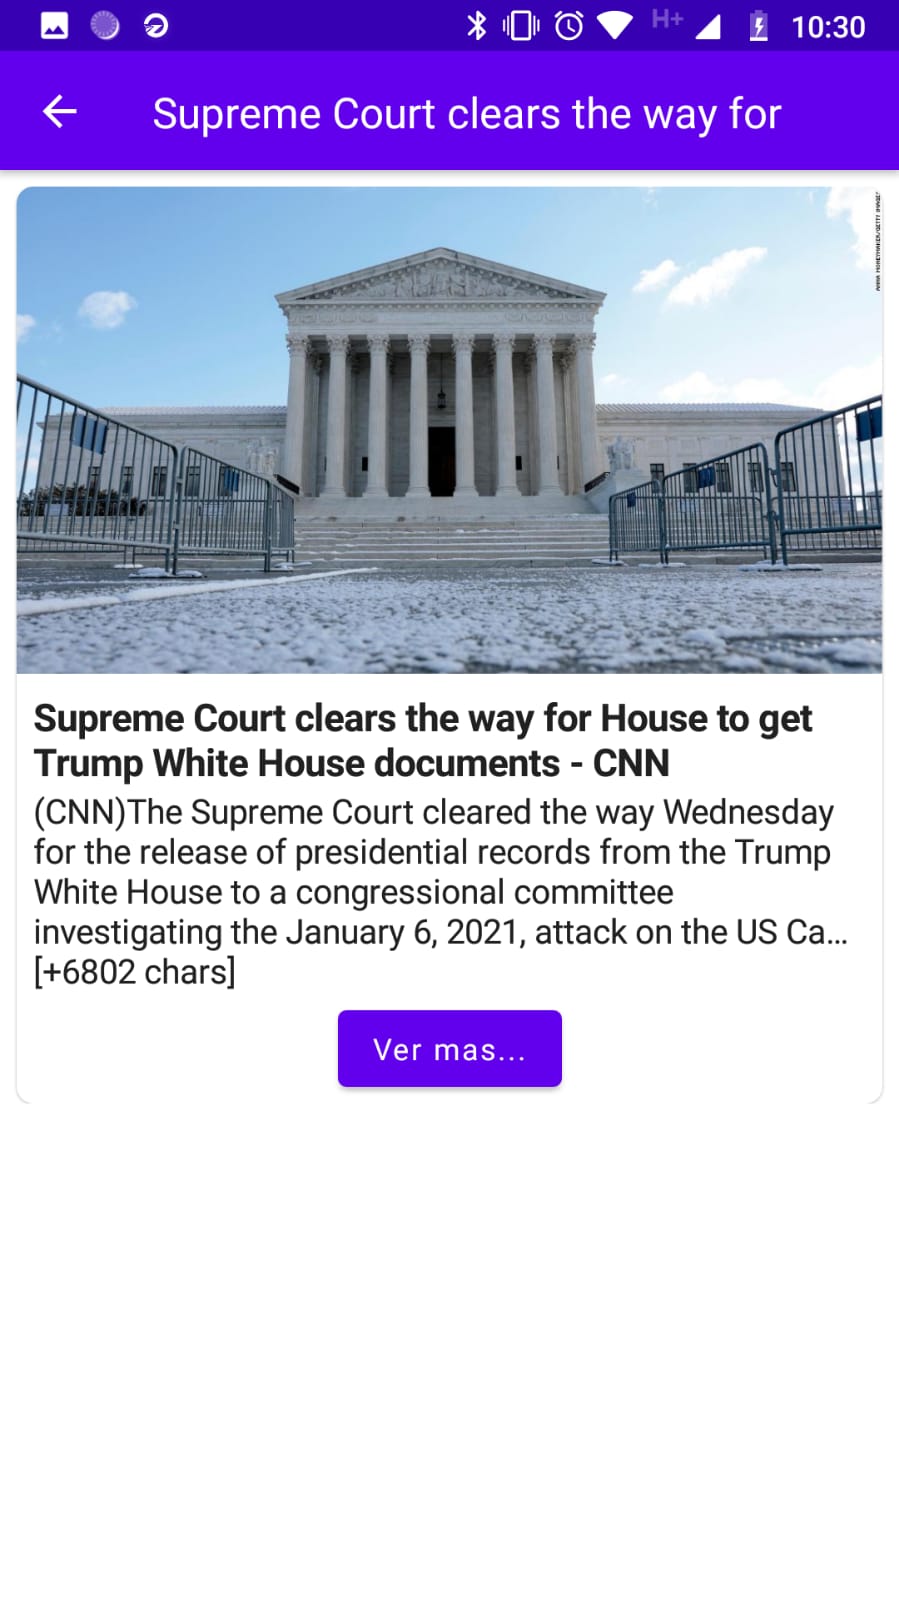 H+ 10:30
Supreme Court clears the way for
ANNA MONEYMAKER/GETTY IMAGES
Supreme Court clears the way for House to get
Trump White House documents - CNN
(CNN)The Supreme Court cleared the way Wednesday
for the release of presidential records from the Trump
White House to a congressional committee
investigating the January 6, 2021, attack on the US Ca…
[+6802 chars]
Ver mas...